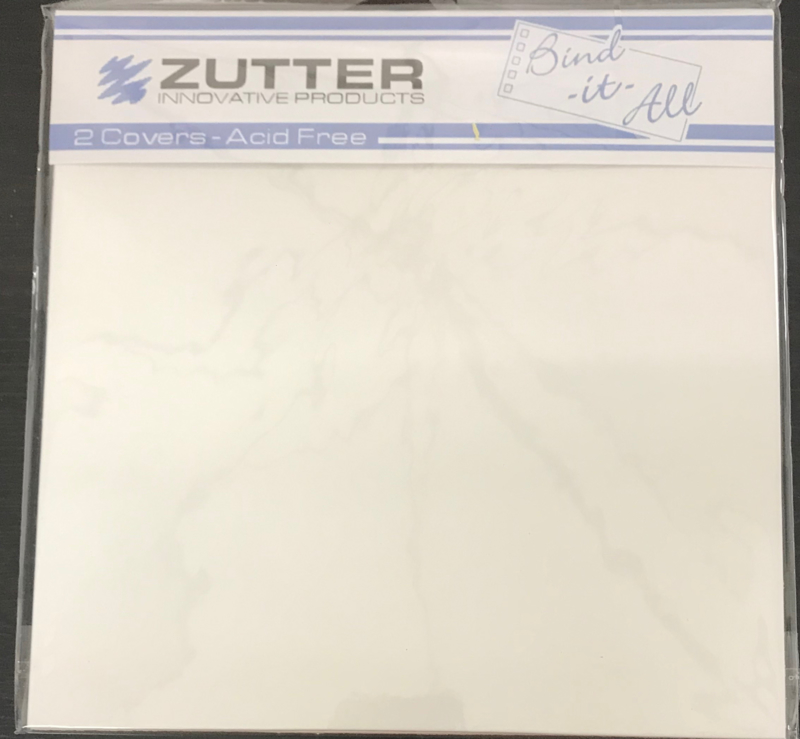 ZUTTER
INNOVATIVE PRODUCTS
Bind
-it-
All
2 Covers - Acid Free